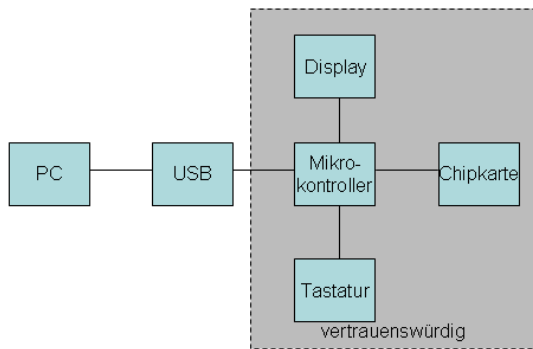 Display
PC
USB
Mikro-
kontroller
Chipkarte
Tastatur
vertrauenswürdig